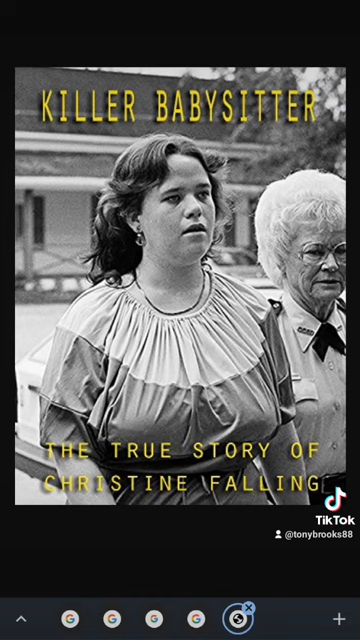 KILLER BABYSITTER
THE TRUE STORY OF
CHRISTINE FALLING
TikTok
@tonybrooks88